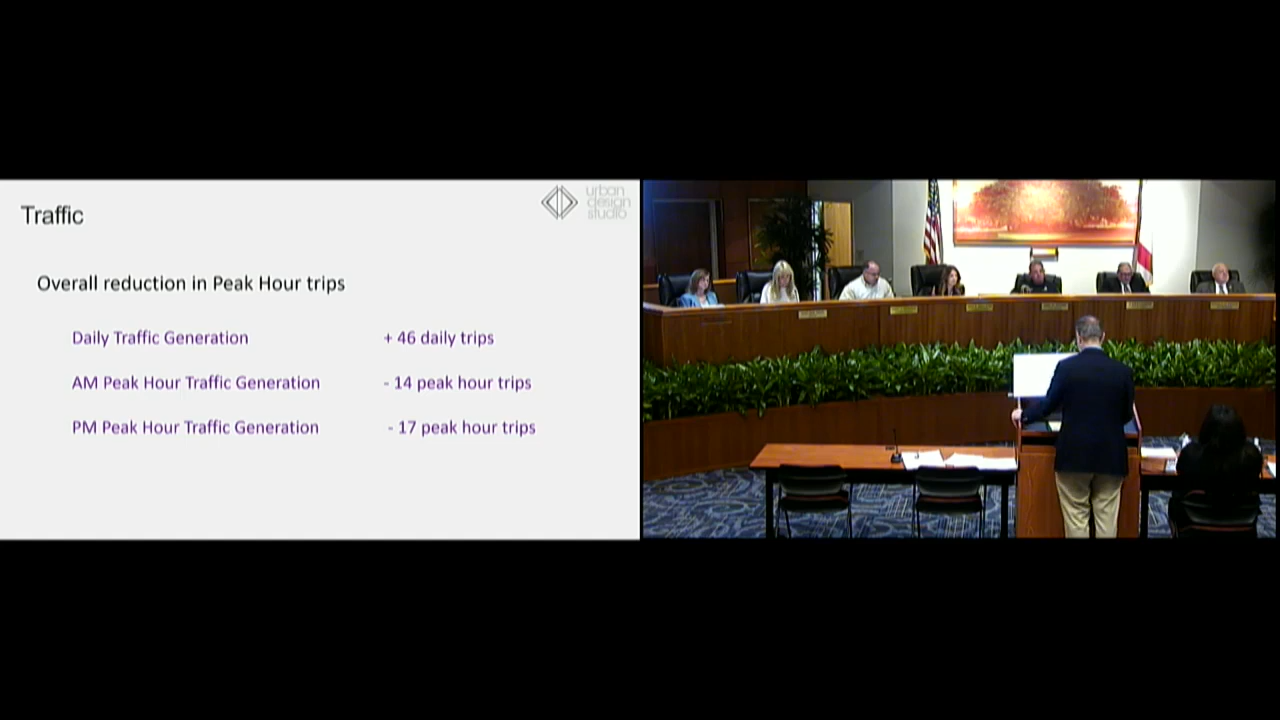 Traffic
urban
design
studio
Overall reduction in Peak Hour trips
Daily Traffic Generation + 46 daily trips
AM Peak Hour Traffic Generation - 14 peak hour trips
PM Peak Hour Traffic Generation - 17 peak hour trips